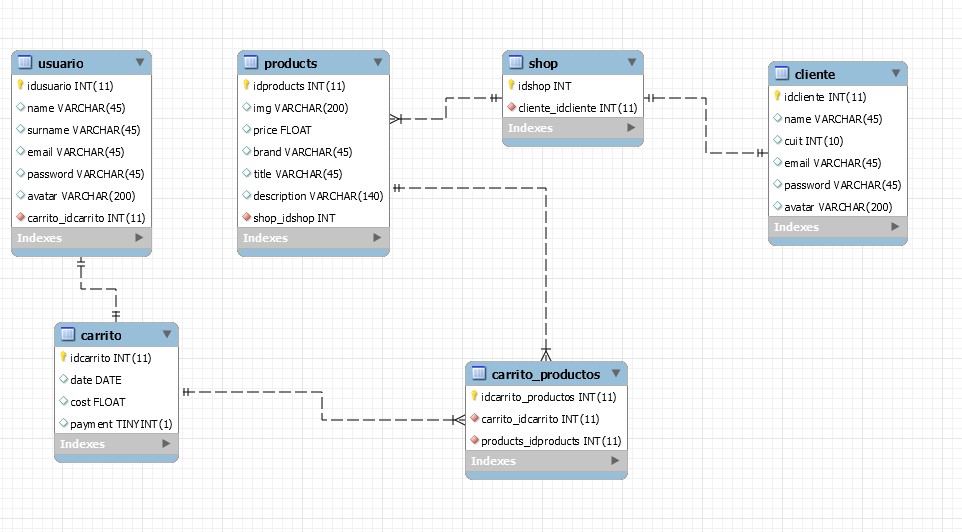 usuario
idusuario INT(11)
name VARCHAR(45)
surname VARCHAR(45)
email VARCHAR(45)
password VARCHAR(45)
avatar VARCHAR(200)
carrito_idcarrito INT(11)
Indexes
products
idproducts INT(11)
img VARCHAR(200)
price FLOAT
brand VARCHAR(45)
title VARCHAR(45)
description VARCHAR(140)
shop_idshop INT
Indexes
shop
idshop INT
cliente_idcliente INT(11)
Indexes
cliente
idcliente INT(11)
name VARCHAR(45)
cuit INT(10)
email VARCHAR(45)
password VARCHAR(45)
avatar VARCHAR(200)
Indexes
carrito
idcarrito INT(11)
date DATE
cost FLOAT
payment TINYINT(1)
Indexes
carrito_productos
idcarrito_productos INT(11)
carrito_idcarrito INT(11)
products_idproducts INT(11)
Indexes